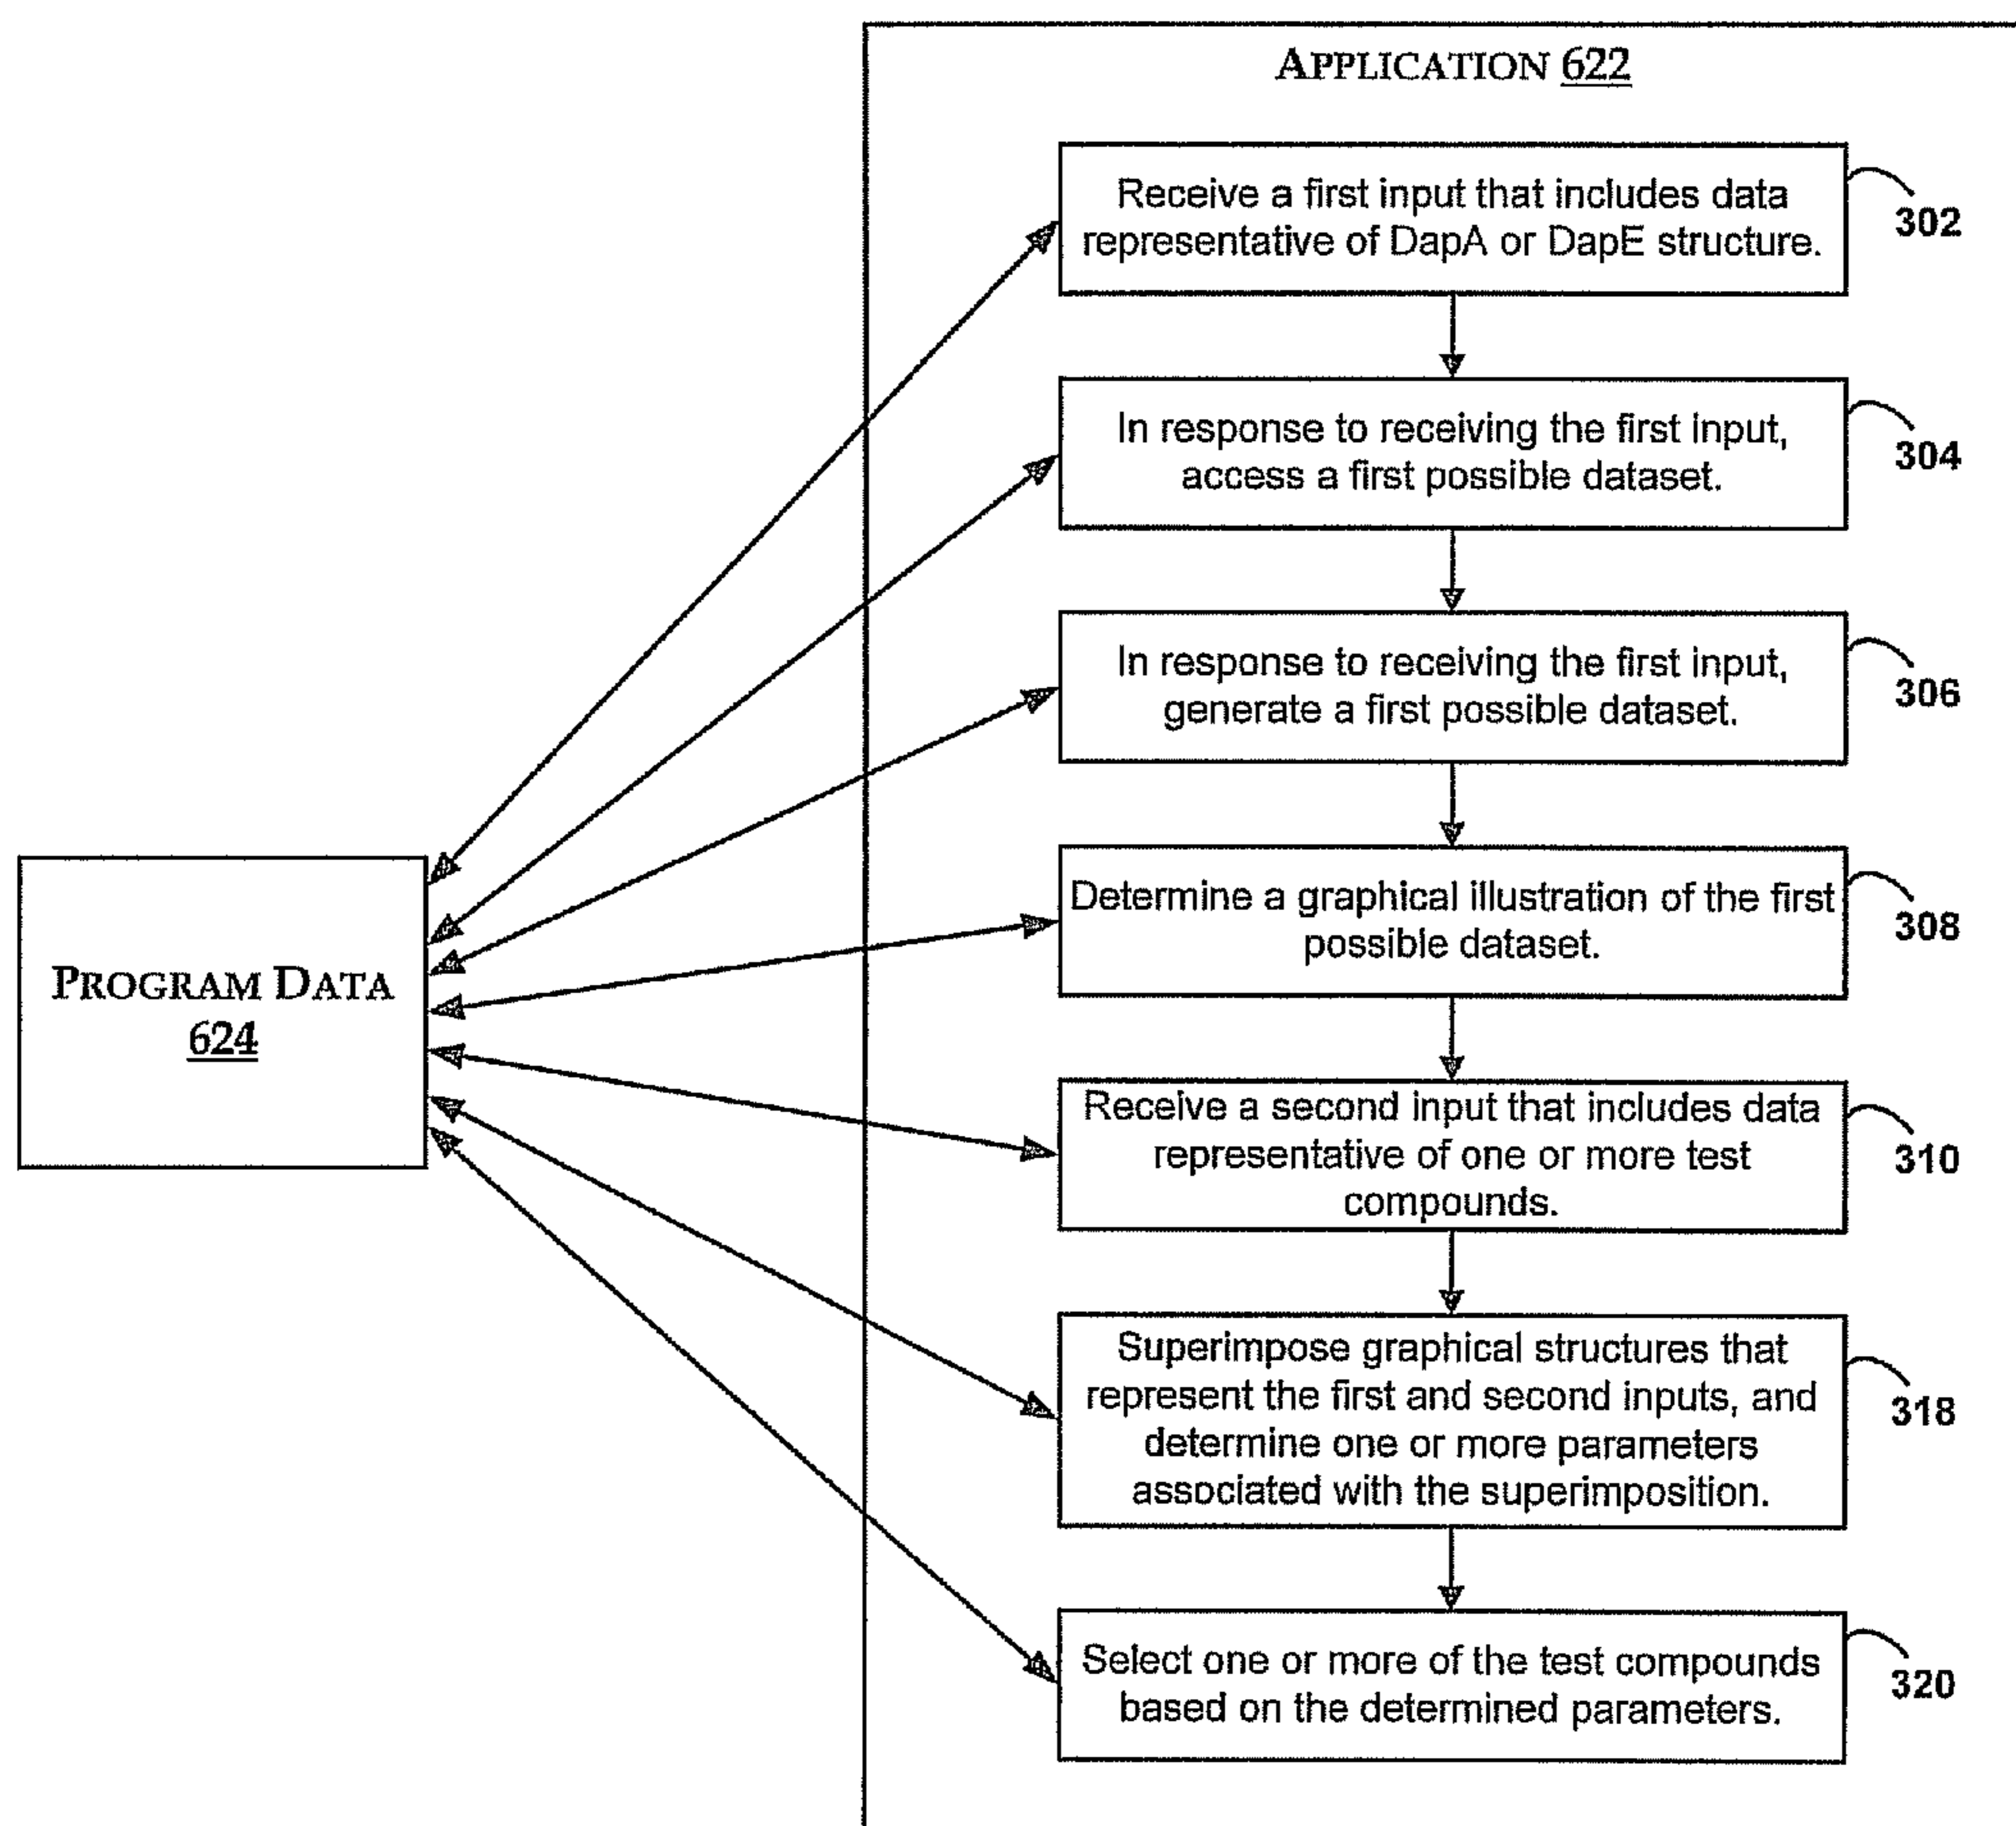 APPLICATION 622
Receive a first input that includes data
representative of DapA or DapE structure.
302
In response to receiving the first input,
access a first possible dataset.
304
In response to receiving the first input,
generate a first possible dataset.
306
Determine a graphical illustration of the first
possible dataset.
308
PROGRAM DATA
624
Receive a second input that includes data
representative of one or more test
compounds.
310
Superimpose graphical structures that
represent the first and second inputs, and
determine one or more parameters
associated with the superimposition.
318
Select one or more of the test compounds
based on the determined parameters.
320